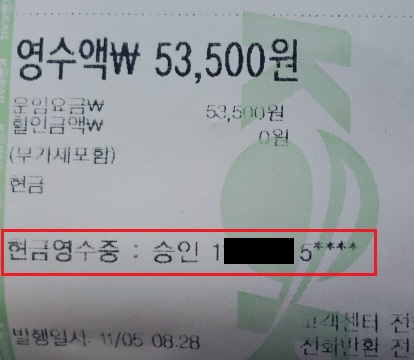 영수액₩ 53,500원
운임요금₩ 53,500원
할인금액₩ 0원
(부가세포함)
현금
현금영수증 : 승인 1 5****
발행일시: 11/05 08:28
고객센터 전
전화반환 전